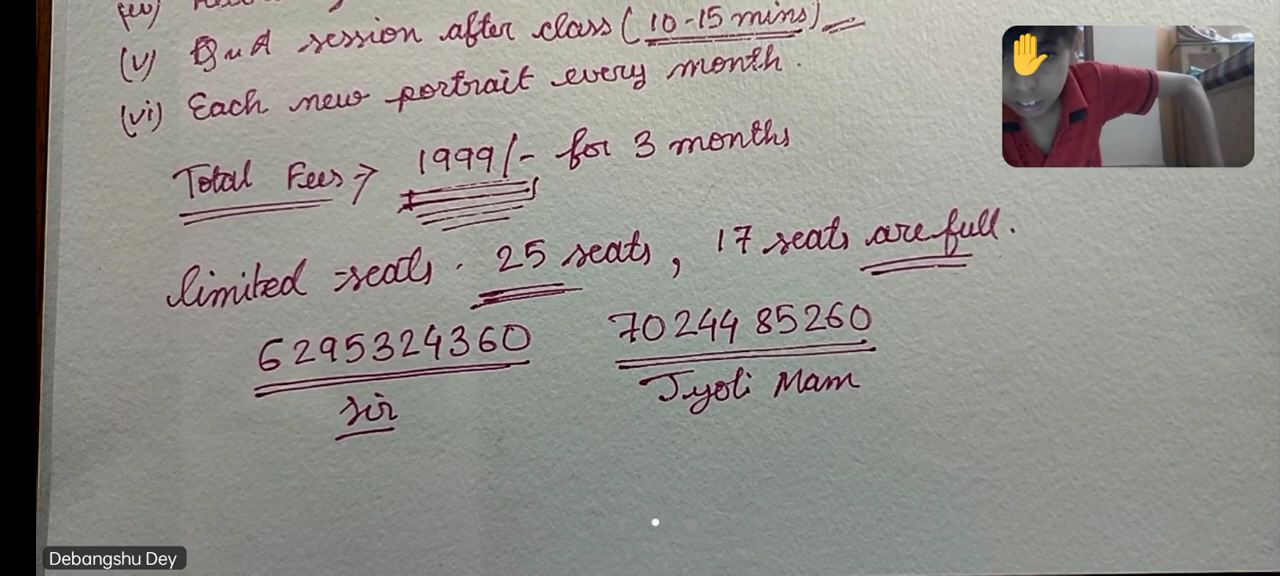 (v) QnA session after class (10-15 mins)
(vi) Each new portrait every month.
Total Fees → 1999/- for 3 months
limited seats. 25 seats, 17 seats are full.
6295324360 7024485260
Sir Jyoti Mam
Debangshu Dey